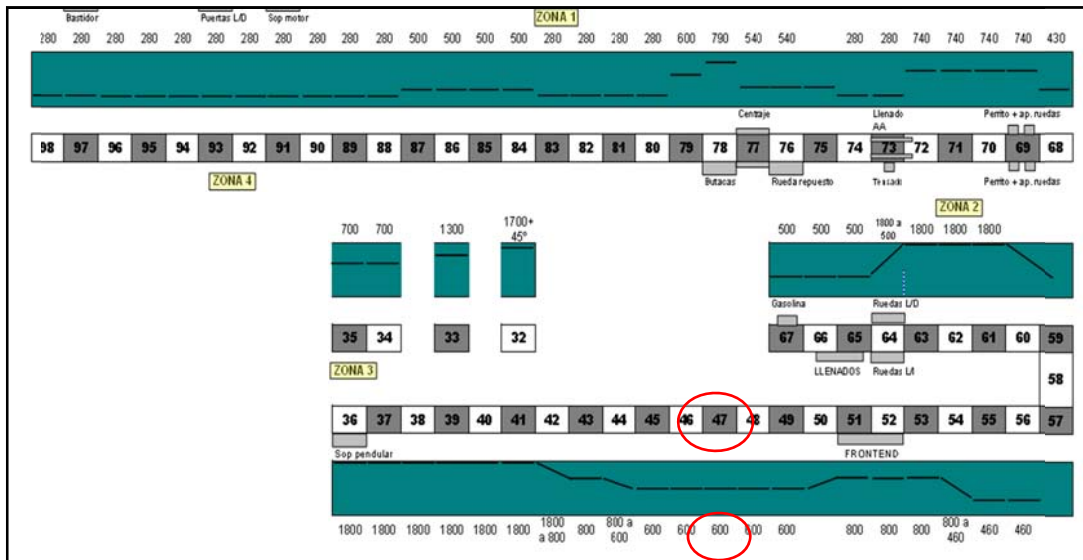 Bastidor Puertas L/D Sop motor ZONA 1
280 280 280 280 280 280 280 280 280 280 280 500 500 500 500 280 280 280 280 600 790 540 540 280 280 740 740 740 740 430
Centraje Llenado AA Perrito + ap. ruedas
98 97 96 95 94 93 92 91 90 89 88 87 86 85 84 83 82 81 80 79 78 77 76 75 74 73 72 71 70 69 68
ZONA 4 Butacas Rueda repuesto Perrito + ap. ruedas
ZONA 2
700 700 1300 1700+ 45º 500 500 500 1800 a 500 1800 1800 1800
Gasolina Ruedas L/D
35 34 33 32 67 66 65 64 63 62 61 60 59
ZONA 3 LLENADOS Ruedas L/I
58
36 37 38 39 40 41 42 43 44 45 46 47 48 49 50 51 52 53 54 55 56 57
Sop pendular FRONTEND
1800 1800 1800 1800 1800 1800 1800 a 800 800 800 a 600 600 600 600 600 600 800 800 800 800 a 460 460 460